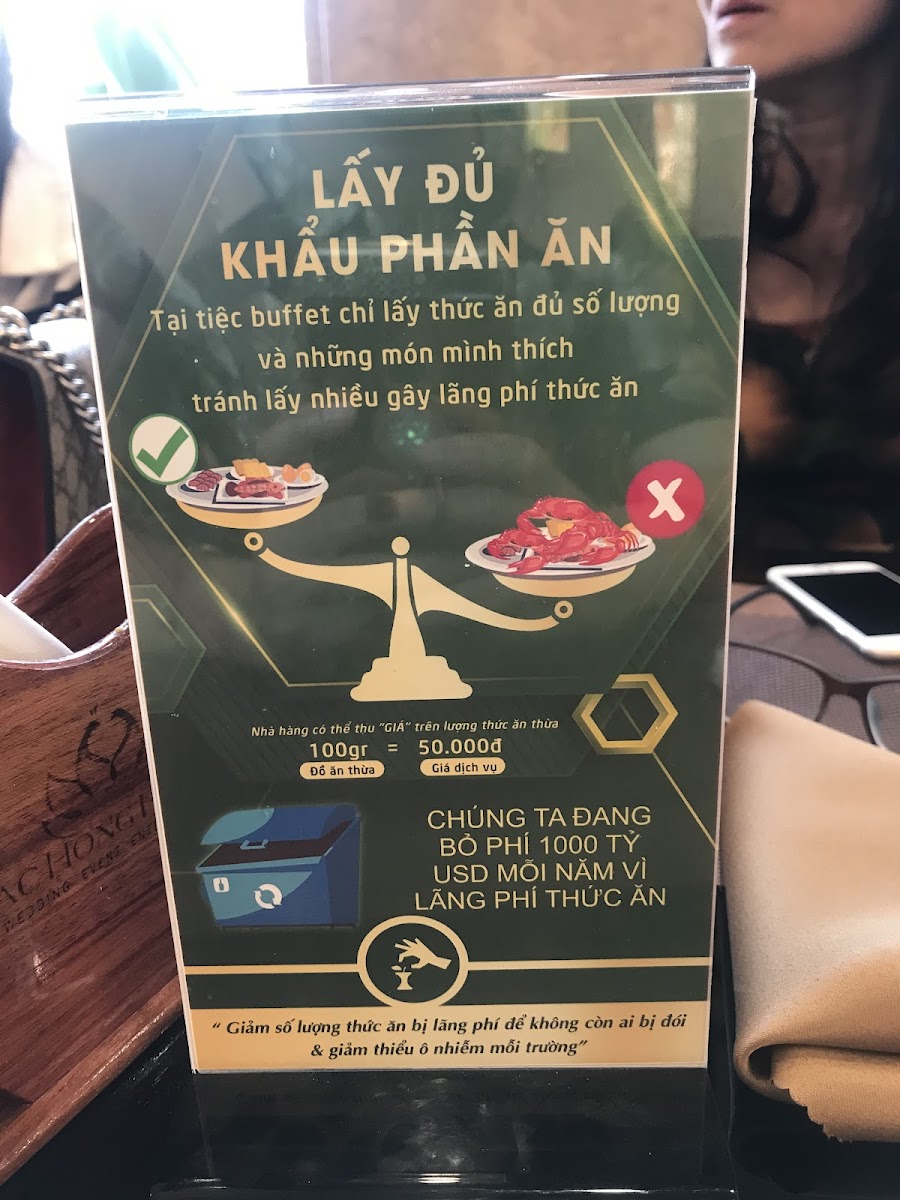 LẤY ĐỦ
KHẨU PHẦN ĂN
Tại tiệc buffet chỉ lấy thức ăn đủ số lượng
và những món mình thích
tránh lấy nhiều gây lãng phí thức ăn
Nhà hàng có thể thu "GIÁ" trên lượng thức ăn thừa
100gr = 50.000đ
Đồ ăn thừa Giá dịch vụ
CHÚNG TA ĐANG
BỎ PHÍ 1000 TỶ
USD MỖI NĂM VÌ
LÃNG PHÍ THỨC ĂN
" Giảm số lượng thức ăn bị lãng phí để không còn ai bị đói
& giảm thiểu ô nhiễm mỗi trường"
WEDDING EVENT